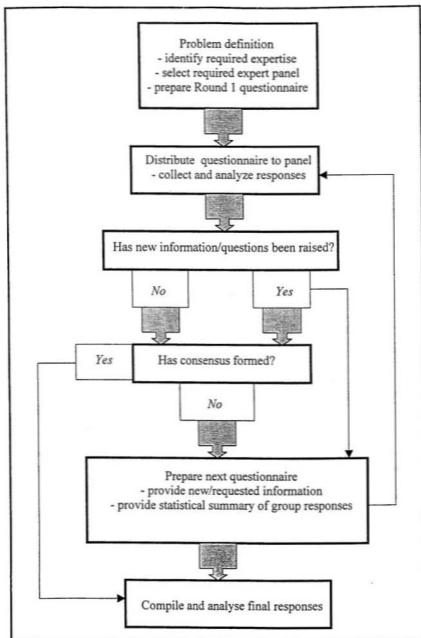 Problem definition
- identify required expertise
- select required expert panel
- prepare Round 1 questionnaire
Distribute questionnaire to panel
- collect and analyze responses
Has new information/questions been raised?
No
Yes
Yes
Has consensus formed?
No
Prepare next questionnaire
- provide new/requested information
- provide statistical summary of group responses
Compile and analyse final responses